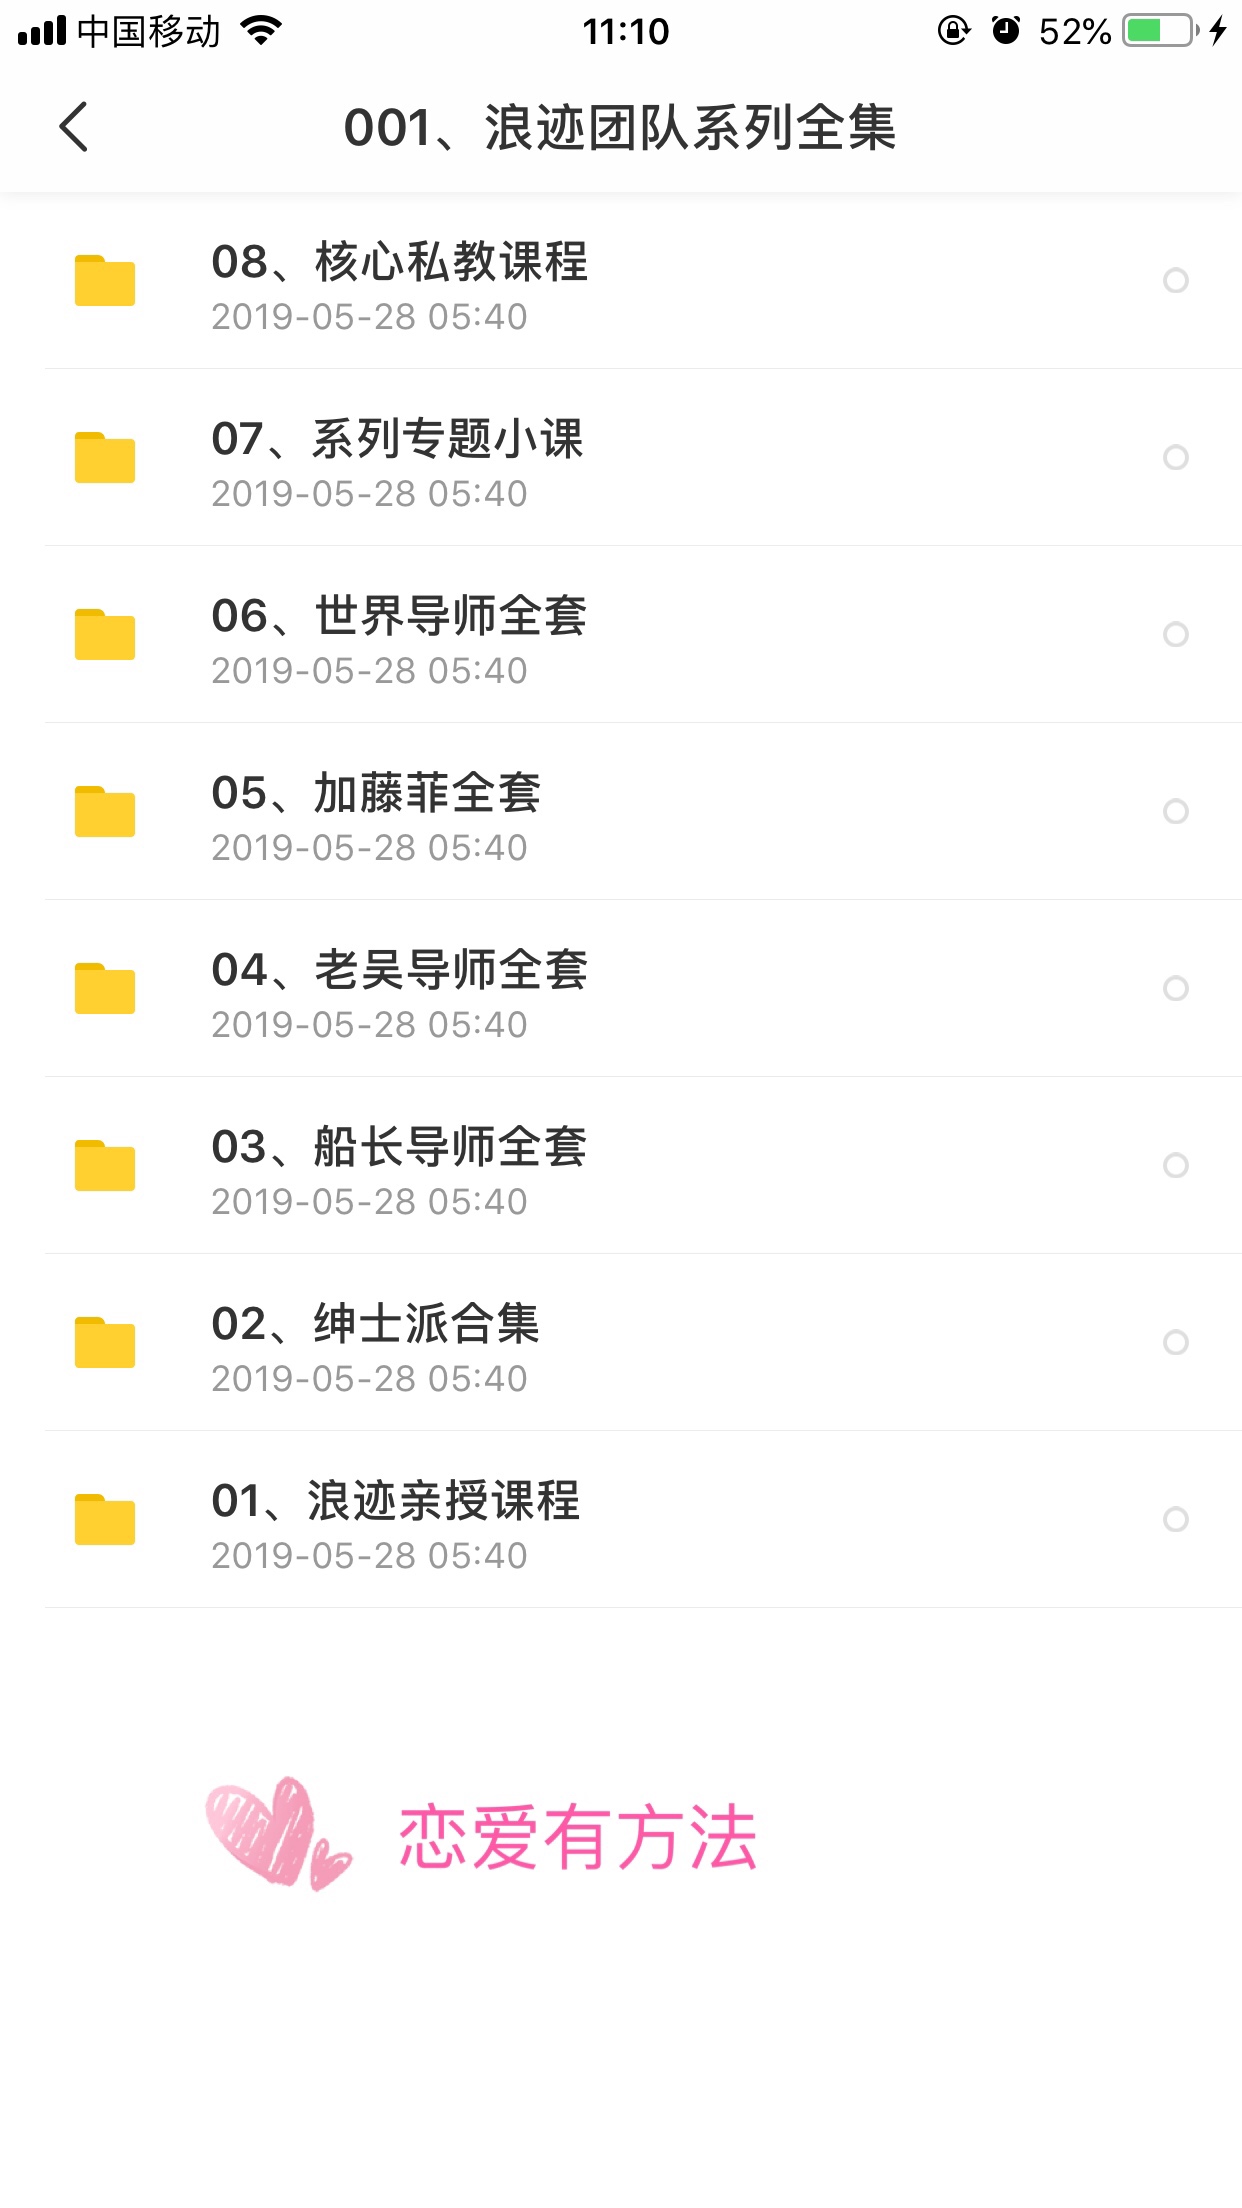 中国移动
11:10
52%
001、浪迹团队系列全集
08、核心私教课程
2019-05-28 05:40
07、系列专题小课
2019-05-28 05:40
06、世界导师全套
2019-05-28 05:40
05、加藤菲全套
2019-05-28 05:40
04、老吴导师全套
2019-05-28 05:40
03、船长导师全套
2019-05-28 05:40
02、绅士派合集
2019-05-28 05:40
01、浪迹亲授课程
2019-05-28 05:40
恋爱有方法